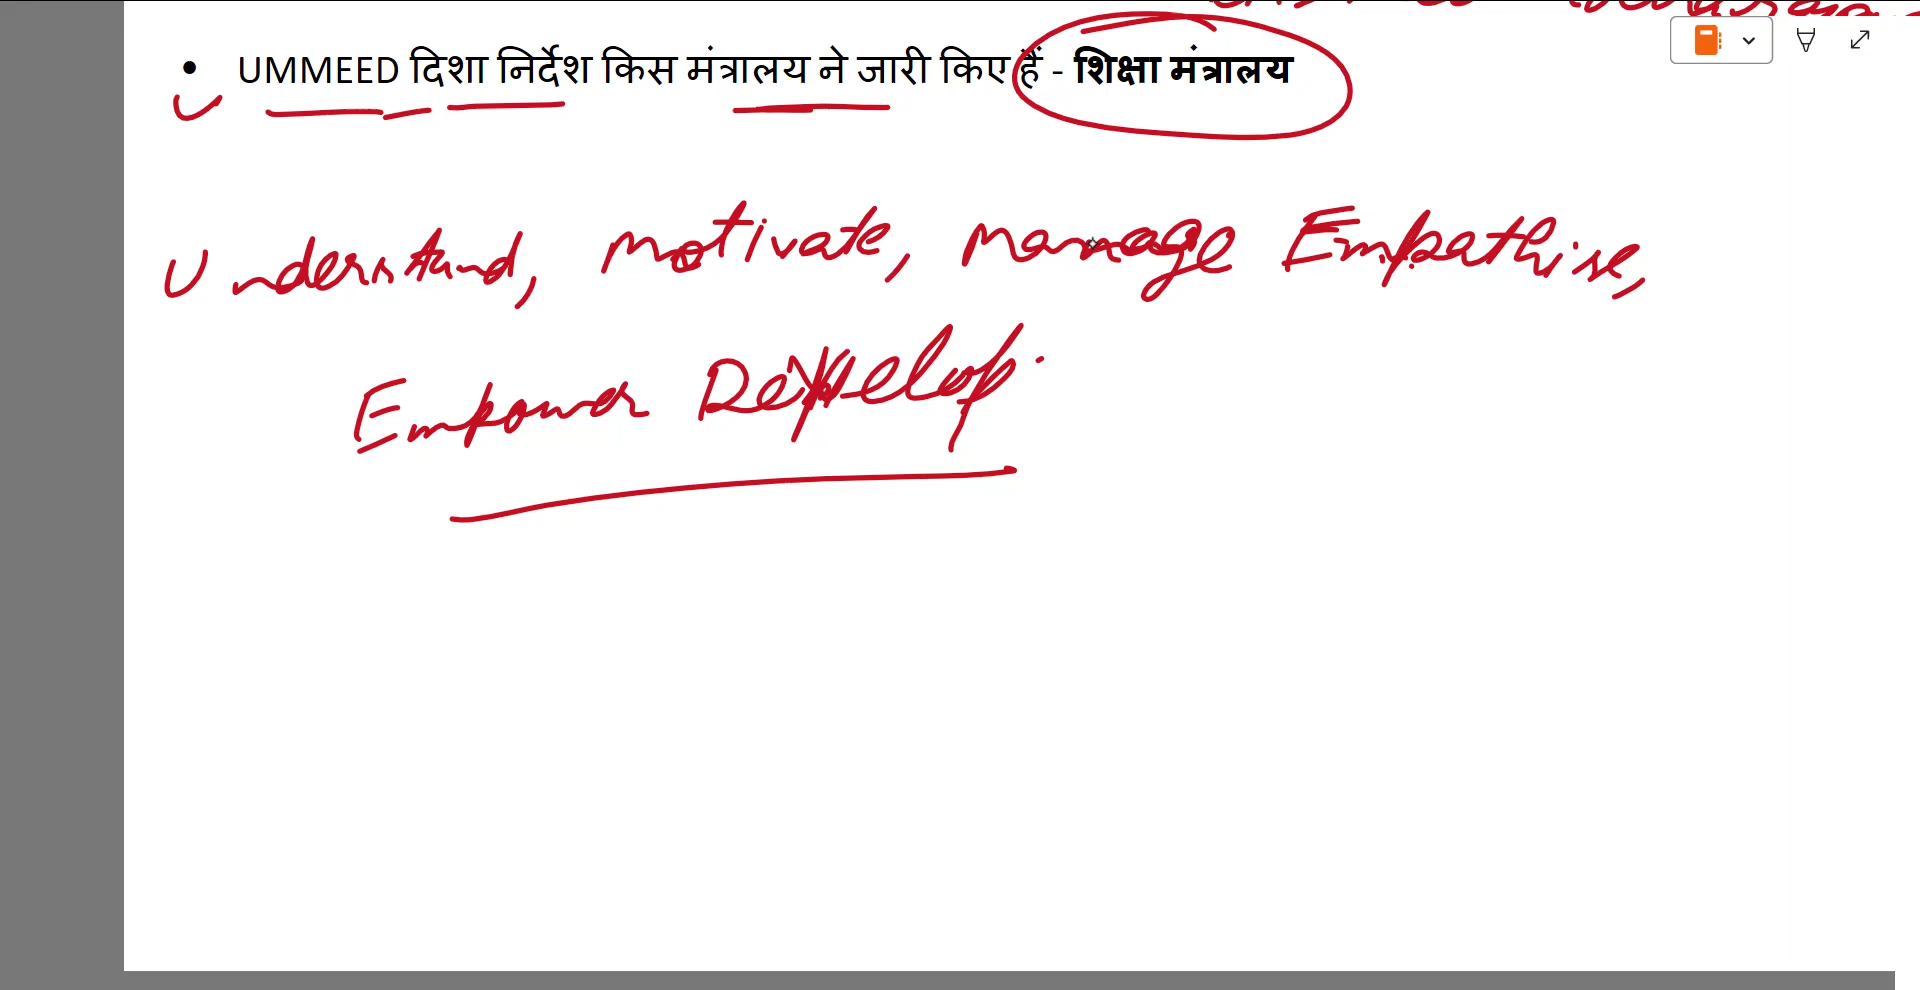 • UMMEED दिशा निर्देश किस मंत्रालय ने जारी किए हैं - शिक्षा मंत्रालय
Understand, motivate, manage Empathise,
Empower Develop.